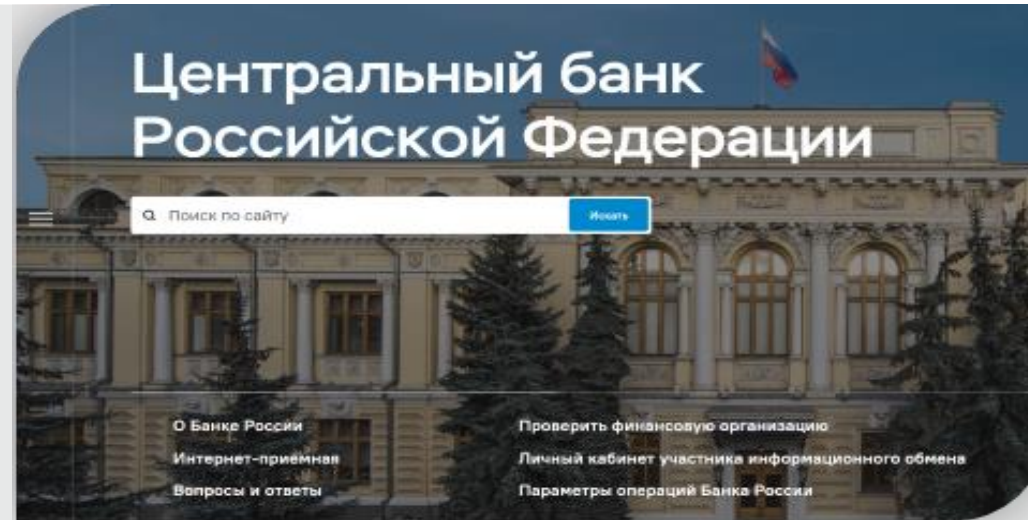 Центральный банк
Российской Федерации
Поиск по сайту
Искать
О Банке России
Проверить финансовую организацию
Интернет-приемная
Личный кабинет участника информационного обмена
Вопросы и ответы
Параметры операций Банка России